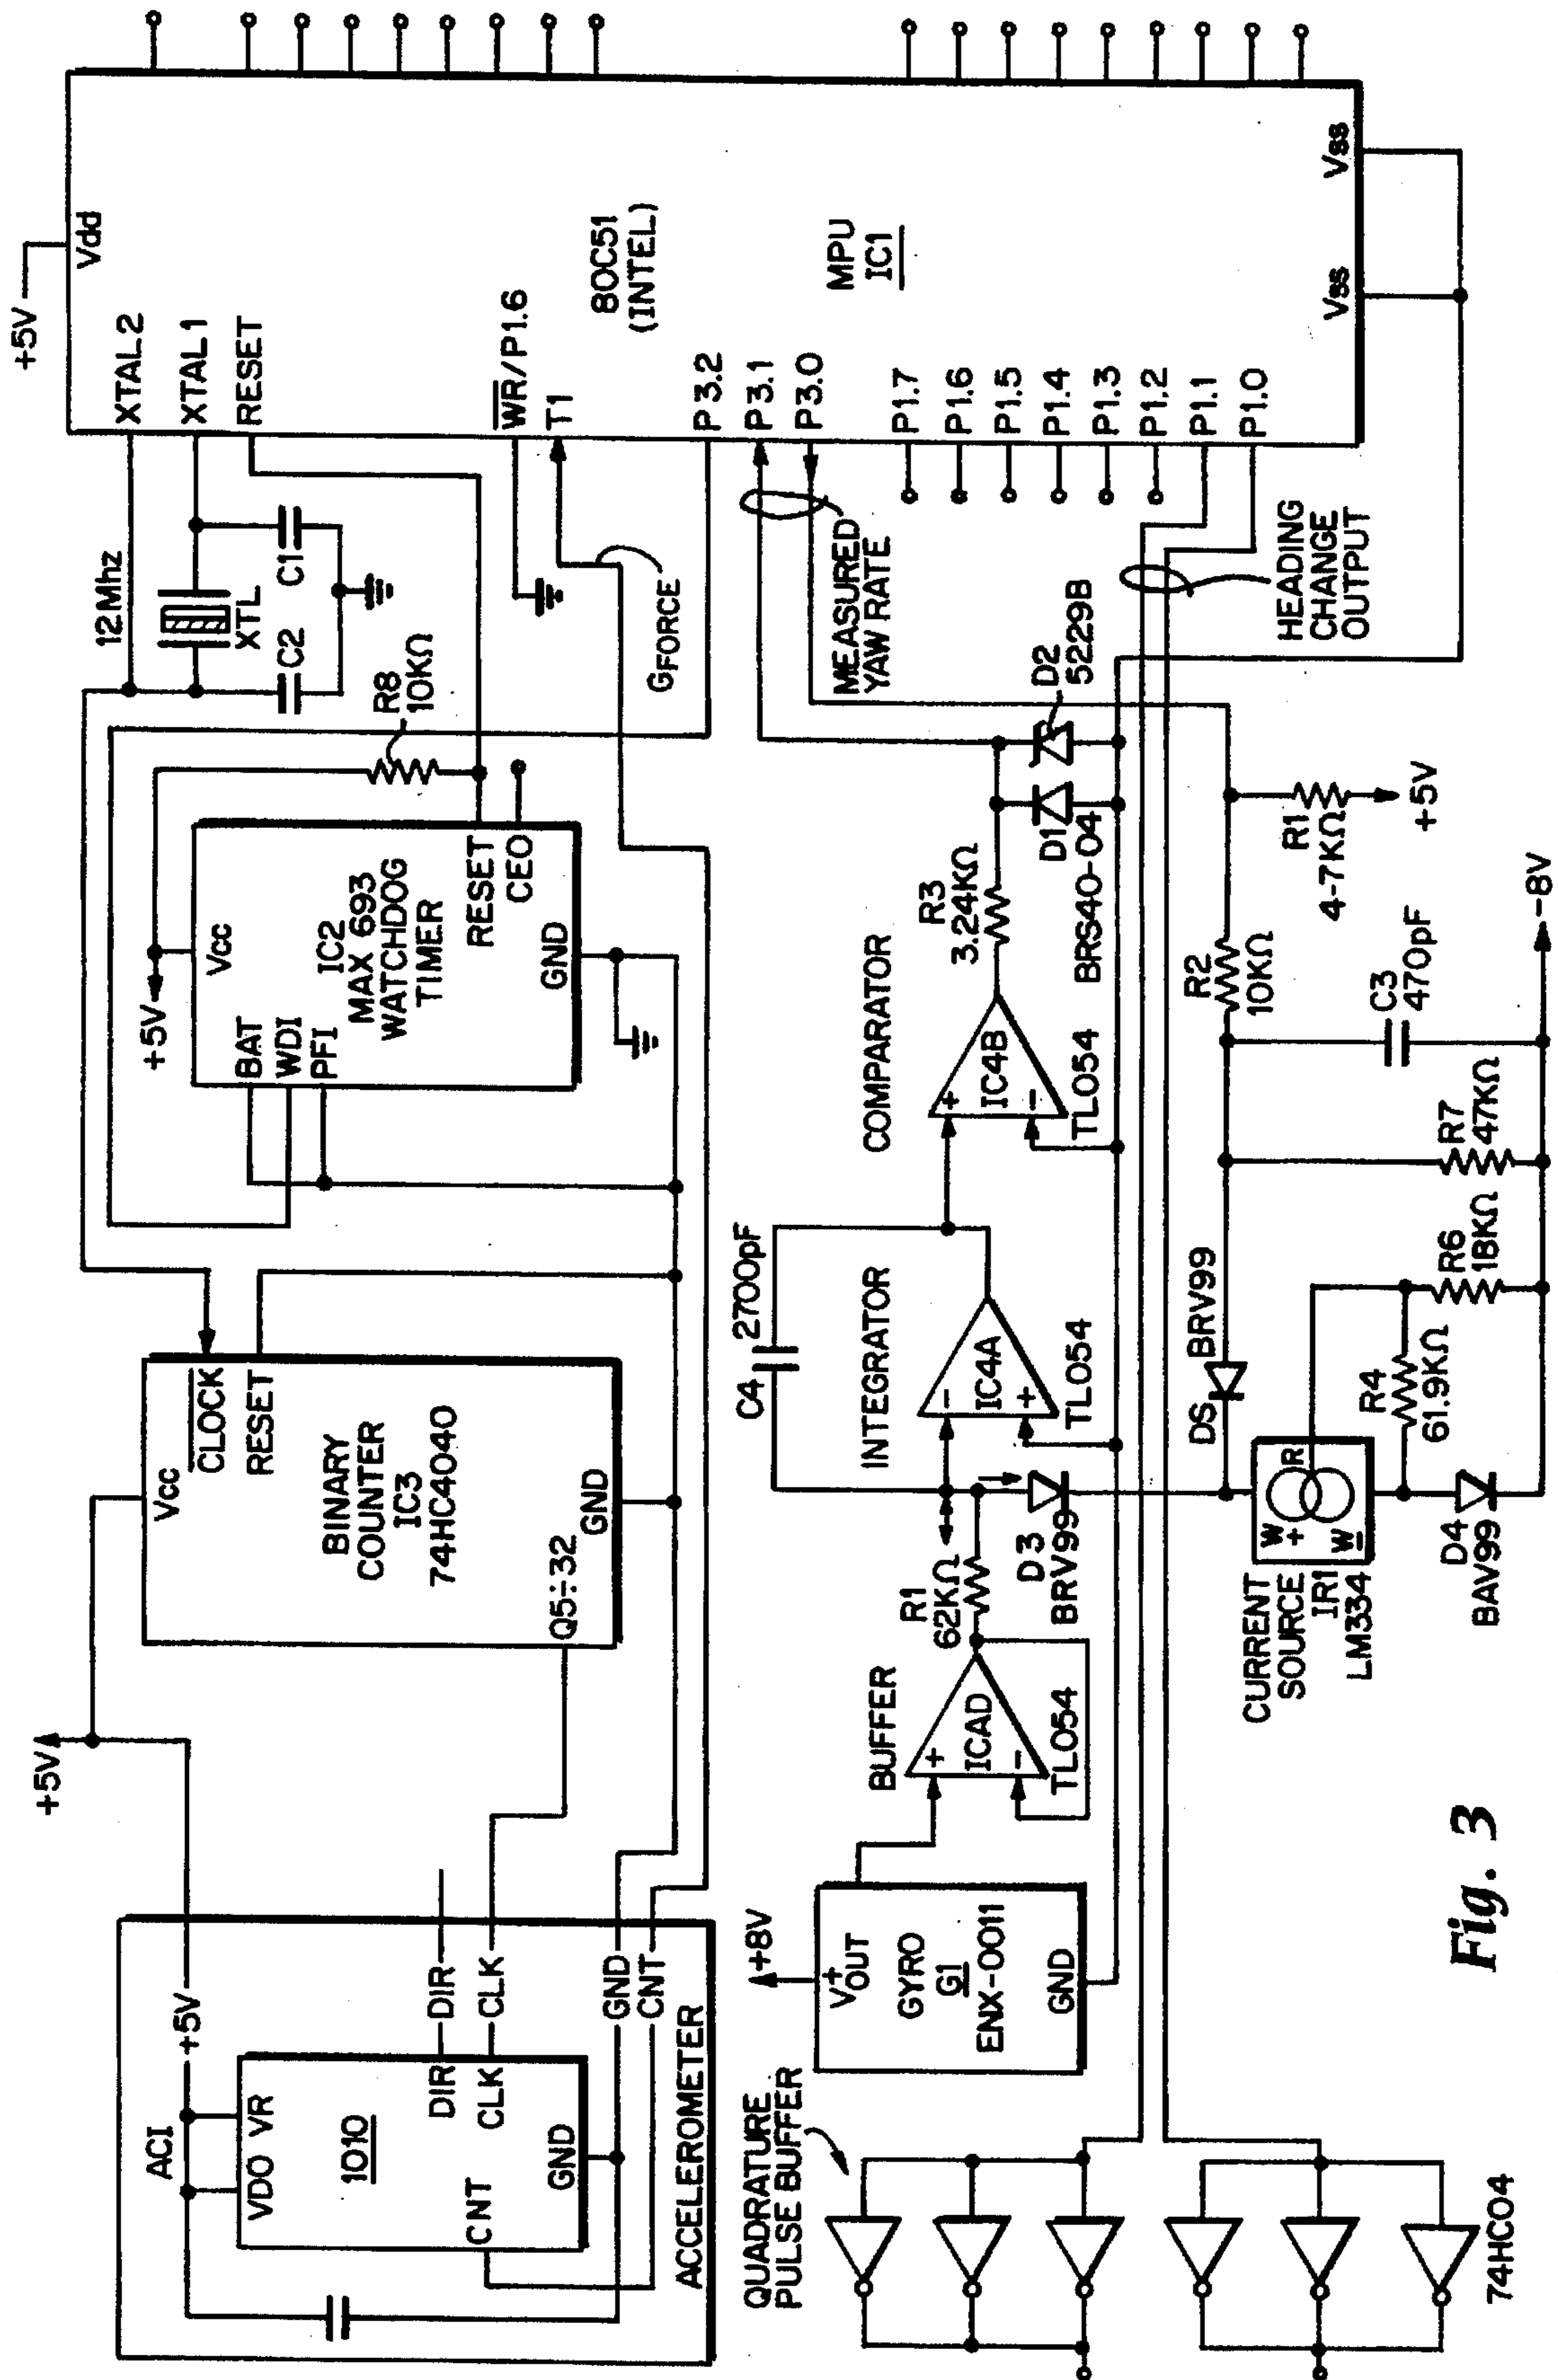 +5V
Vdd
XTAL2
XTAL1
RESET
WR/P1.6
T1
P3.2
P3.1
P3.0
P1.7
P1.6
P1.5
P1.4
P1.3
P1.2
P1.1
P1.0
80C51
(INTEL)
MPU
IC1
Vss
Vss
12Mhz
XTL
C2
C1
R8
10KΩ
GFORCE
MEASURED
YAW RATE
HEADING
CHANGE
OUTPUT
+5V
Vcc
BAT
WDI
PFI
IC2
MAX 693
WATCHDOG
TIMER
RESET
CEO
GND
Vcc
CLOCK
RESET
BINARY
COUNTER
IC3
74HC4040
Q5÷32
GND
+5V
ACI
+5V
VDO VR
1010
DIR
DIR
CLK
CLK
CNT
GND
GND
CNT
ACCELEROMETER
QUADRATURE
PULSE BUFFER
74HC04
+8V
V+
OUT
GYRO
G1
ENX-0011
GND
BUFFER
+
ICAD
-
TL054
R1
62KΩ
D3
BRV99
C4
2700pF
INTEGRATOR
-
IC4A
+
TL054
COMPARATOR
+
IC4B
-
TL054
R3
3.24KΩ
D1
BRS40-04
D2
5229B
R2
10KΩ
R1
4-7KΩ
+5V
C3
470pF
-8V
R7
47KΩ
R6
18KΩ
R4
61.9KΩ
DS
BRV99
CURRENT
SOURCE
IR1
LM334
W
+
R
W
D4
BAV99
Fig. 3